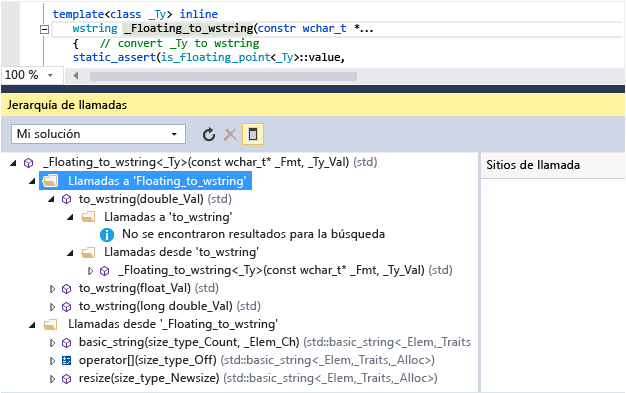 template<class _Ty> inline
wstring _Floating_to_wstring(constr wchar_t *...
{ // convert _Ty to wstring
static_assert(is_floating_point<_Ty>::value,
100 %
Jerarquía de llamadas
Mi solución
_Floating_to_wstring<_Ty>(const wchar_t* _Fmt, _Ty_Val) (std)
Sitios de llamada
Llamadas a 'Floating_to_wstring'
to_wstring(double_Val) (std)
Llamadas a 'to_wstring'
No se encontraron resultados para la búsqueda
Llamadas desde 'to_wstring'
_Floating_to_wstring<_Ty>(const wchar_t* _Fmt, _Ty_Val) (std)
to_wstring(float_Val) (std)
to_wstring(long double_Val) (std)
Llamadas desde '_Floating_to_wstring'
basic_string(size_type_Count, _Elem_Ch) (std::basic_string<_Elem,_Traits
operator[](size_type_Off) (std::basic_string<_Elem,_Traits,_Alloc>)
resize(size_type_Newsize) (std::basic_string<_Elem,_Traits,_Alloc>)